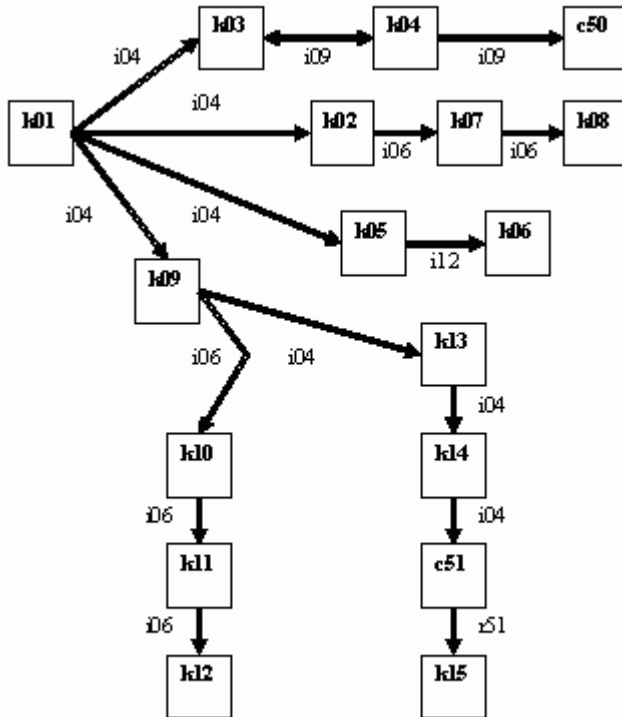 k03 k04 c50
i04 i09 i09
i04
k01 k02 k07 k08
i06 i06
i04 i04 k05 k06
i12
k09
i06 i04 k13
i04
k10 k14
i06 i04
k11 c51
i06 r51
k12 k15